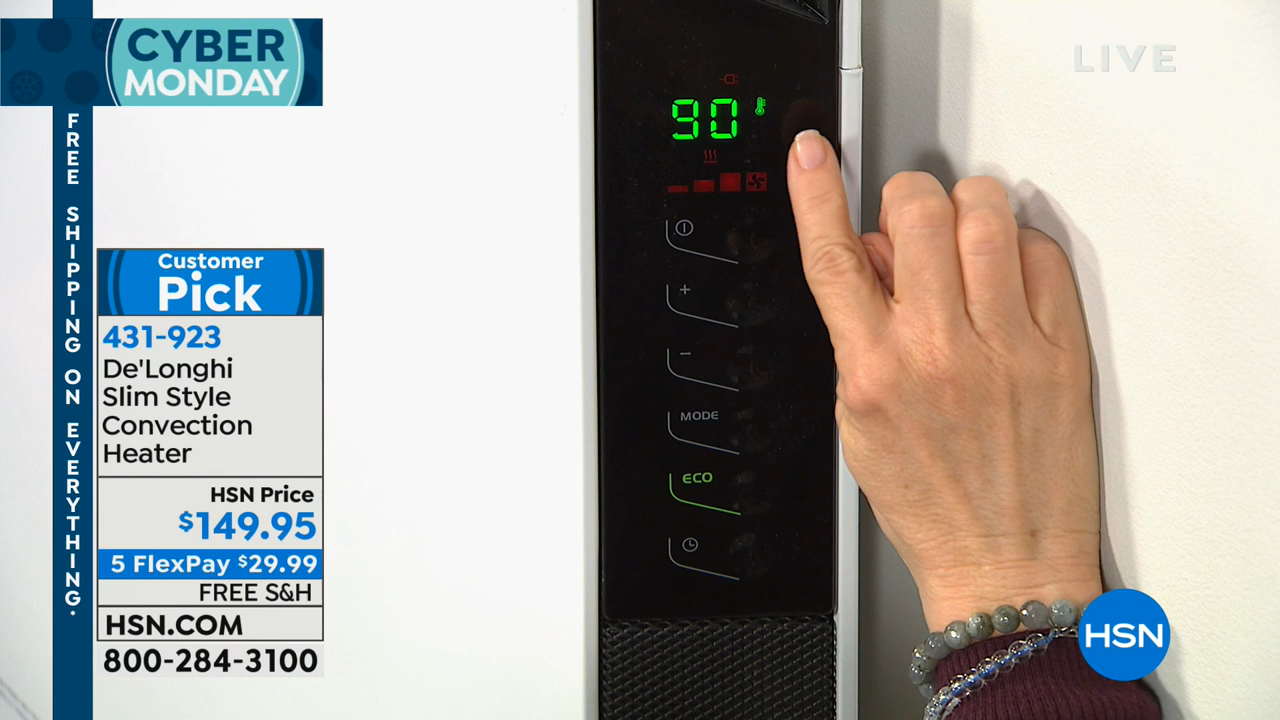 CYBER
MONDAY
LIVE
FREE SHIPPING ON EVERYTHING.
Customer
Pick
431-923
De'Longhi
Slim Style
Convection
Heater
HSN Price
$149.95
5 FlexPay $29.99
FREE S&H
HSN.COM
800-284-3100
90
+
-
MODE
ECO
HSN